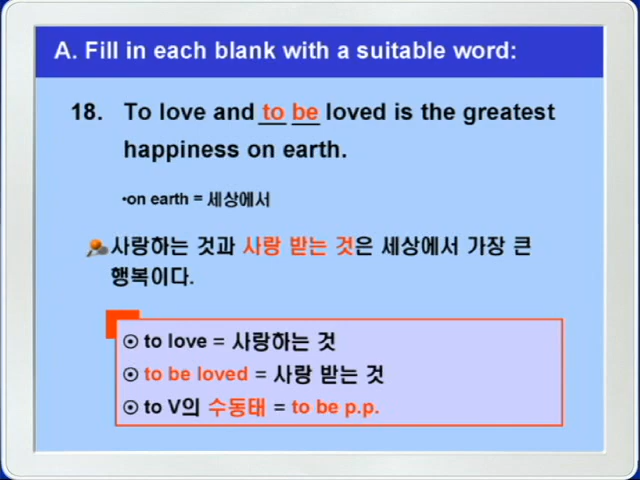 A. Fill in each blank with a suitable word:
18. To love and to be loved is the greatest
happiness on earth.
•on earth = 세상에서
사랑하는 것과 사랑 받는 것은 세상에서 가장 큰
행복이다.
⊙ to love = 사랑하는 것
⊙ to be loved = 사랑 받는 것
⊙ to V의 수동태 = to be p.p.